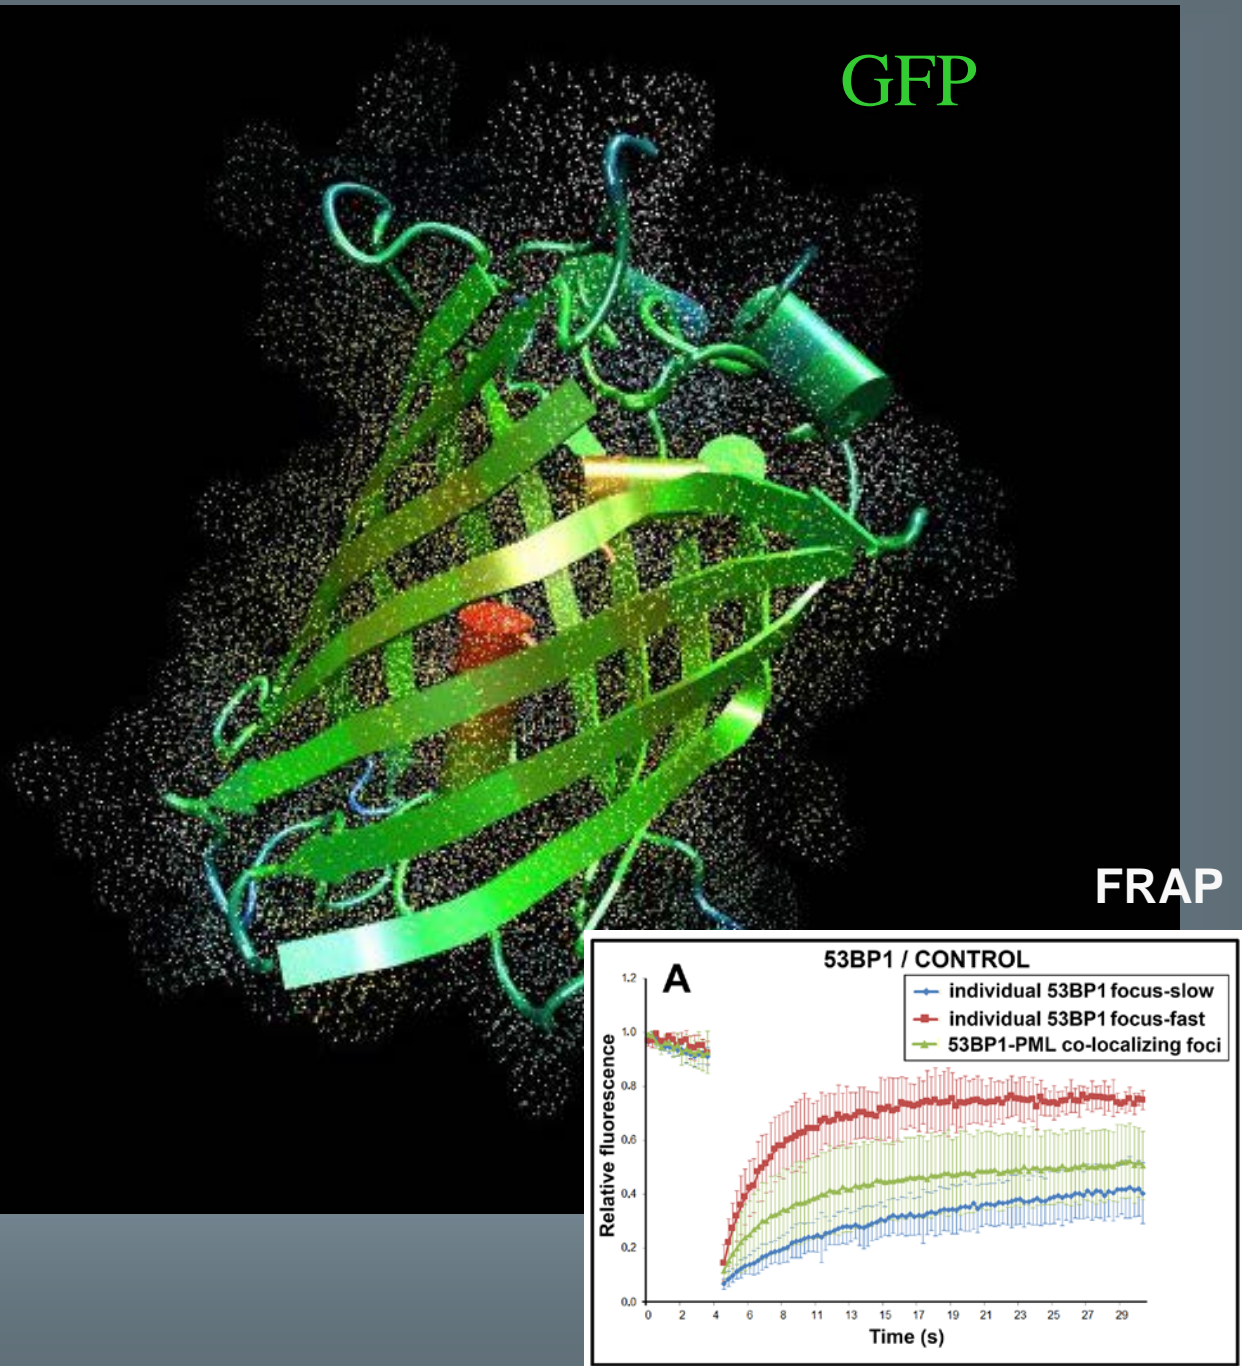 GFP
FRAP
53BP1 / CONTROL
A
individual 53BP1 focus-slow
individual 53BP1 focus-fast
53BP1-PML co-localizing foci
Relative fluorescence
1.2
1.0
0.8
0.6
0.4
0.2
0.0
0 2 4 6 8 11 13 15 17 19 21 23 25 27 29
Time (s)